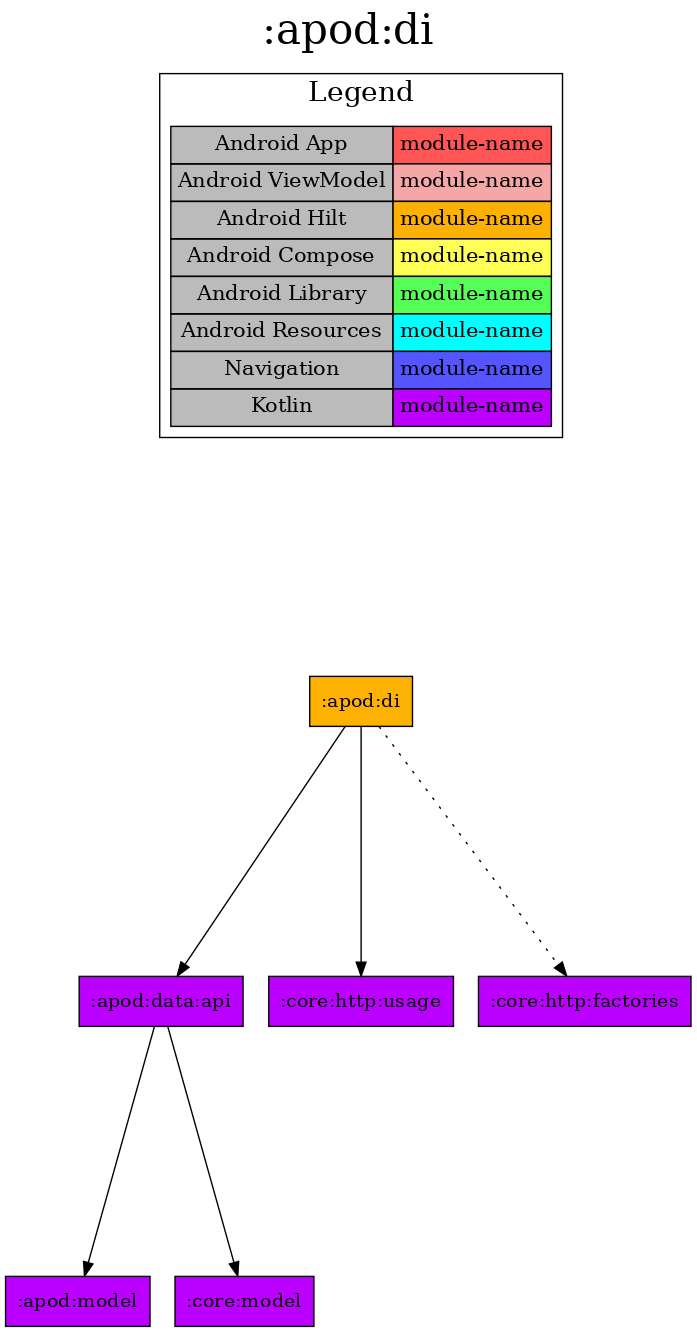 :apod:di
Legend
Android App module-name
Android ViewModel module-name
Android Hilt module-name
Android Compose module-name
Android Library module-name
Android Resources module-name
Navigation module-name
Kotlin module-name
:apod:di
:apod:data:api :core:http:usage :core:http:factories
:apod:model :core:model